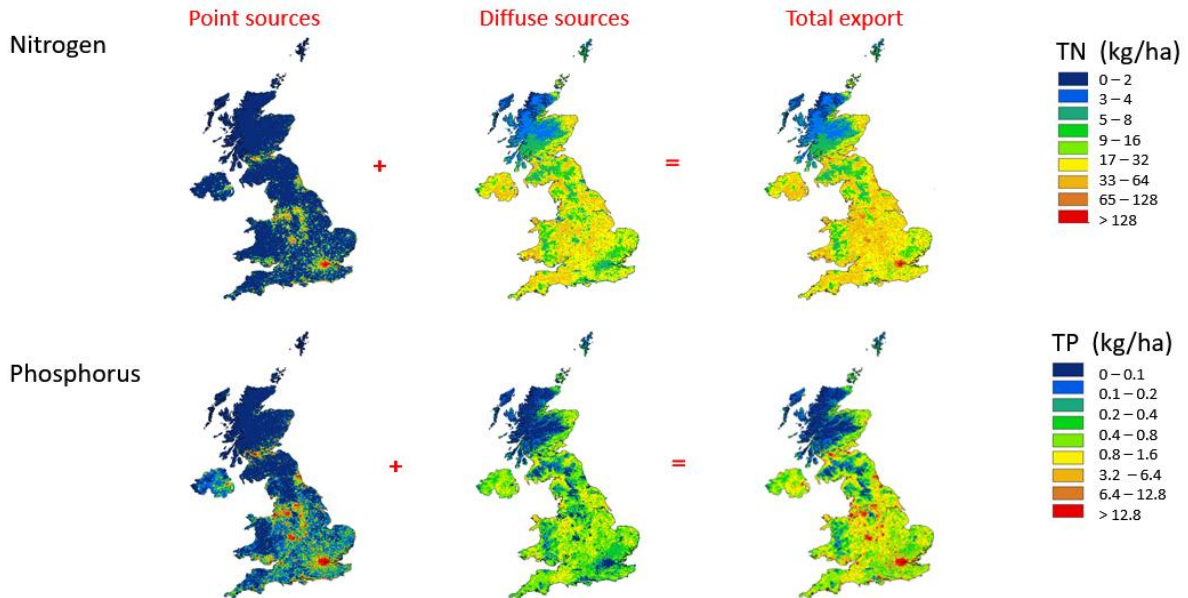 Point sources
Diffuse sources
Total export
Nitrogen
+
=
TN (kg/ha)
0 – 2
3 – 4
5 – 8
9 – 16
17 – 32
33 – 64
65 – 128
> 128
Phosphorus
+
=
TP (kg/ha)
0 – 0.1
0.1 – 0.2
0.2 – 0.4
0.4 – 0.8
0.8 – 1.6
3.2 – 6.4
6.4 – 12.8
> 12.8